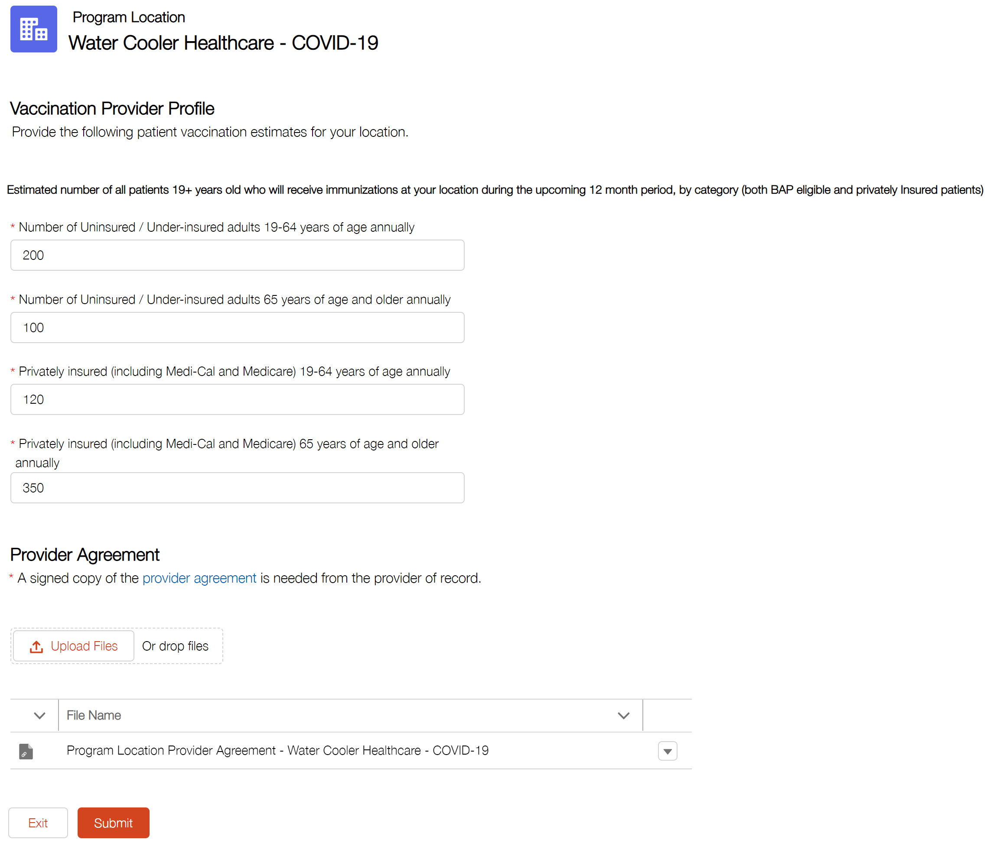 Program Location
Water Cooler Healthcare - COVID-19
Vaccination Provider Profile
Provide the following patient vaccination estimates for your location.
Estimated number of all patients 19+ years old who will receive immunizations at your location during the upcoming 12 month period, by category (both BAP eligible and privately Insured patients)
* Number of Uninsured / Under-insured adults 19-64 years of age annually
200
* Number of Uninsured / Under-insured adults 65 years of age and older annually
100
* Privately insured (including Medi-Cal and Medicare) 19-64 years of age annually
120
* Privately insured (including Medi-Cal and Medicare) 65 years of age and older
annually
350
Provider Agreement
* A signed copy of the provider agreement is needed from the provider of record.
Upload Files Or drop files
File Name
Program Location Provider Agreement - Water Cooler Healthcare - COVID-19
Exit Submit